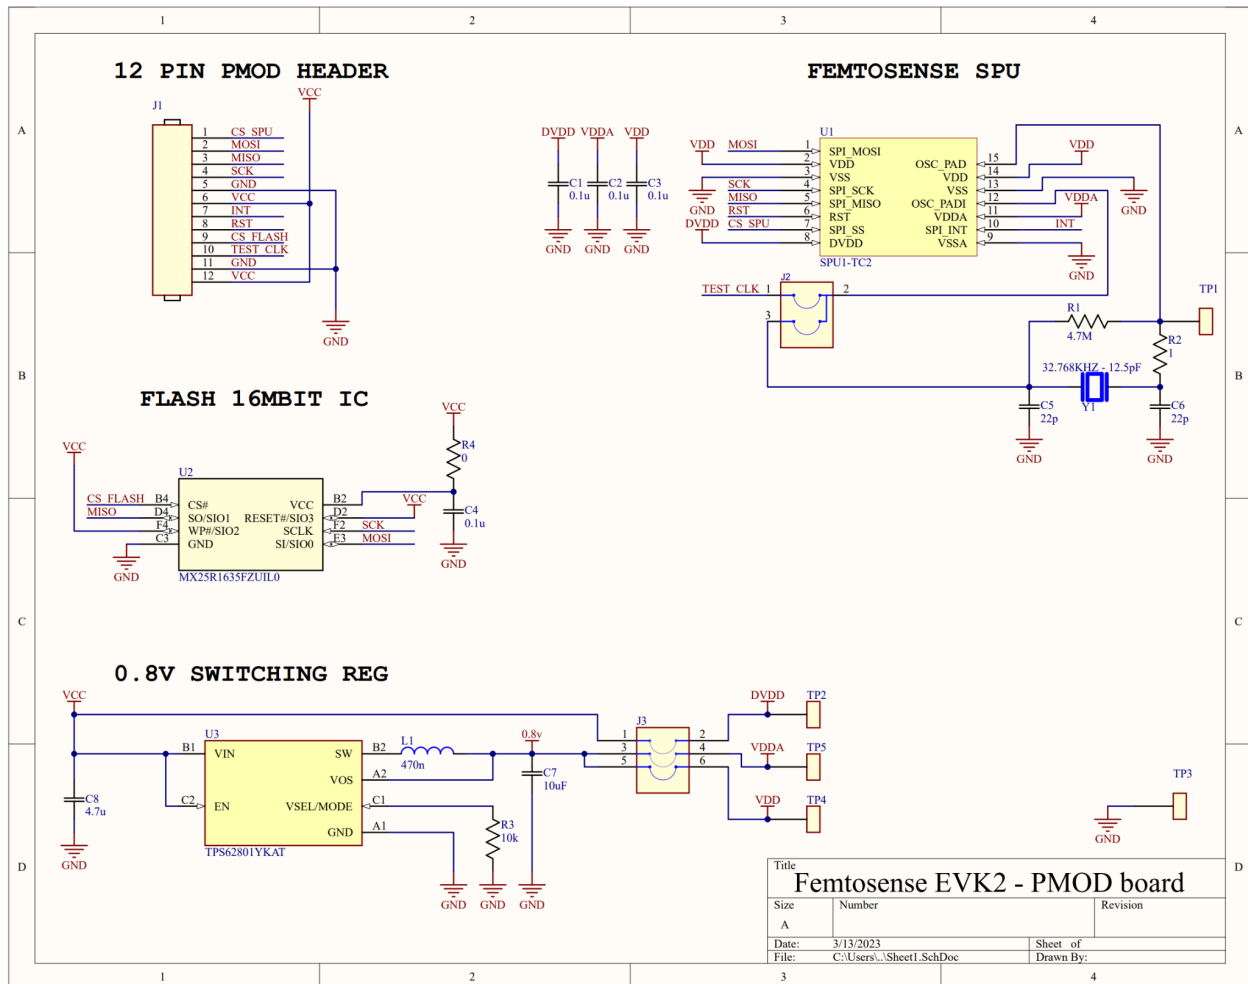 1 2 3 4
A
B
C
D
12 PIN PMOD HEADER
J1
VCC
1 CS_SPU
2 MOSI
3 MISO
4 SCK
5 GND
6 VCC
7 INT
8 RST
9 CS_FLASH
10 TEST_CLK
11 GND
12 VCC
GND
FEMTOSENSE SPU
DVDD VDDA VDD
C1 C2 C3
0.1u 0.1u 0.1u
GND GND GND
U1
MOSI 1 SPI_MOSI
VDD 2 VDD
3 VSS
GND
SCK 4 SPI_SCK
MISO 5 SPI_MISO
RST 6 RST
CS_SPU 7 SPI_SS
DVDD 8 DVDD
OSC_PAD 15
VDD 14 VDD
VSS 13
GND
OSC_PADI 12
VDDA 11 VDDA
SPI_INT 10 INT
VSSA 9
GND
SPU1-TC2
J2
TEST_CLK 1 2
3
TP1
R1
4.7M
R2
1
32.768KHZ - 12.5pF
Y1
C5
22p
GND
C6
22p
GND
FLASH 16MBIT IC
VCC
U2
CS_FLASH B4 CS#
MISO D4 SO/SIO1
F4 WP#/SIO2
C3 GND
GND
VCC B2
RESET#/SIO3 D2 VCC
SCLK F2 SCK
SI/SIO0 E3 MOSI
MX25R1635FZUIL0
VCC
R4
0
C4
0.1u
GND
0.8V SWITCHING REG
VCC
U3
B1 VIN
C2 EN
SW B2
VOS A2
VSEL/MODE C1
GND A1
TPS62801YKAT
C8
4.7u
GND
L1
470n
0.8v
C7
10uF
R3
10k
GND GND GND
J3
1 2
3 4
5 6
DVDD TP2
VDDA TP5
VDD TP4
TP3
GND
Title
Femtosense EVK2 - PMOD board
Size Number Revision
A
Date: 3/13/2023 Sheet of
File: C:\Users\..\Sheet1.SchDoc Drawn By:
A
B
C
D
1 2 3 4